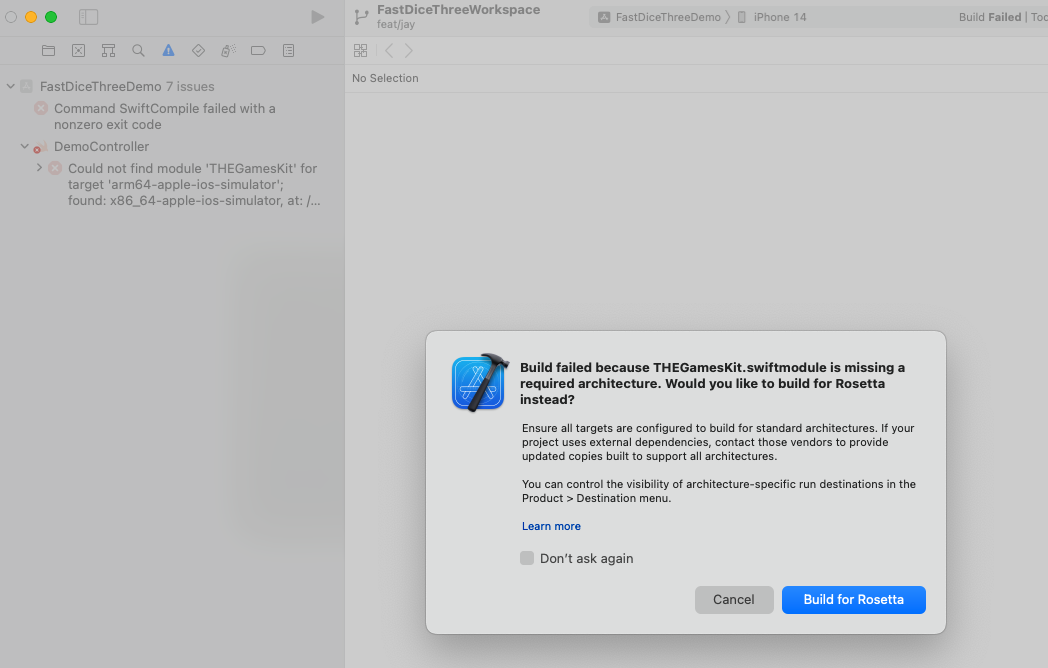 FastDiceThreeWorkspace
feat/jay
FastDiceThreeDemo
iPhone 14
Build Failed
No Selection
FastDiceThreeDemo 7 issues
Command SwiftCompile failed with a
nonzero exit code
DemoController
Could not find module 'THEGamesKit' for
target 'arm64-apple-ios-simulator';
found: x86_64-apple-ios-simulator, at: /...
Build failed because THEGamesKit.swiftmodule is missing a
required architecture. Would you like to build for Rosetta
instead?
Ensure all targets are configured to build for standard architectures. If your
project uses external dependencies, contact those vendors to provide
updated copies built to support all architectures.
You can control the visibility of architecture-specific run destinations in the
Product > Destination menu.
Learn more
Don't ask again
Cancel
Build for Rosetta